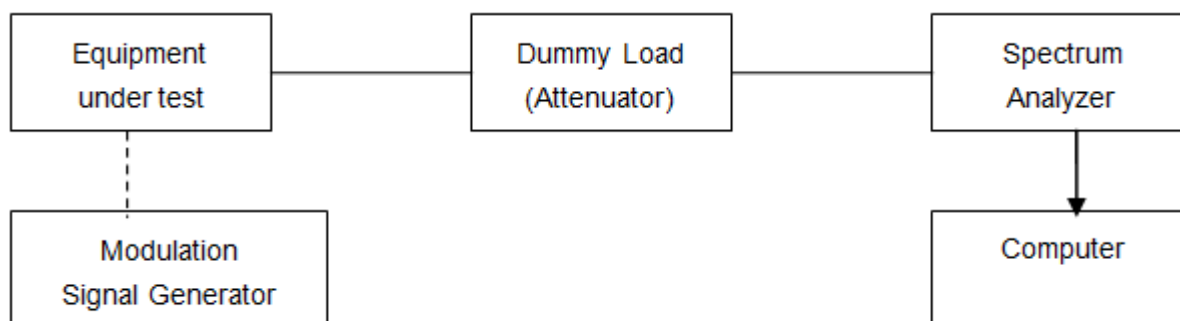 Equipment
under test
Dummy Load
(Attenuator)
Spectrum
Analyzer
Modulation
Signal Generator
Computer